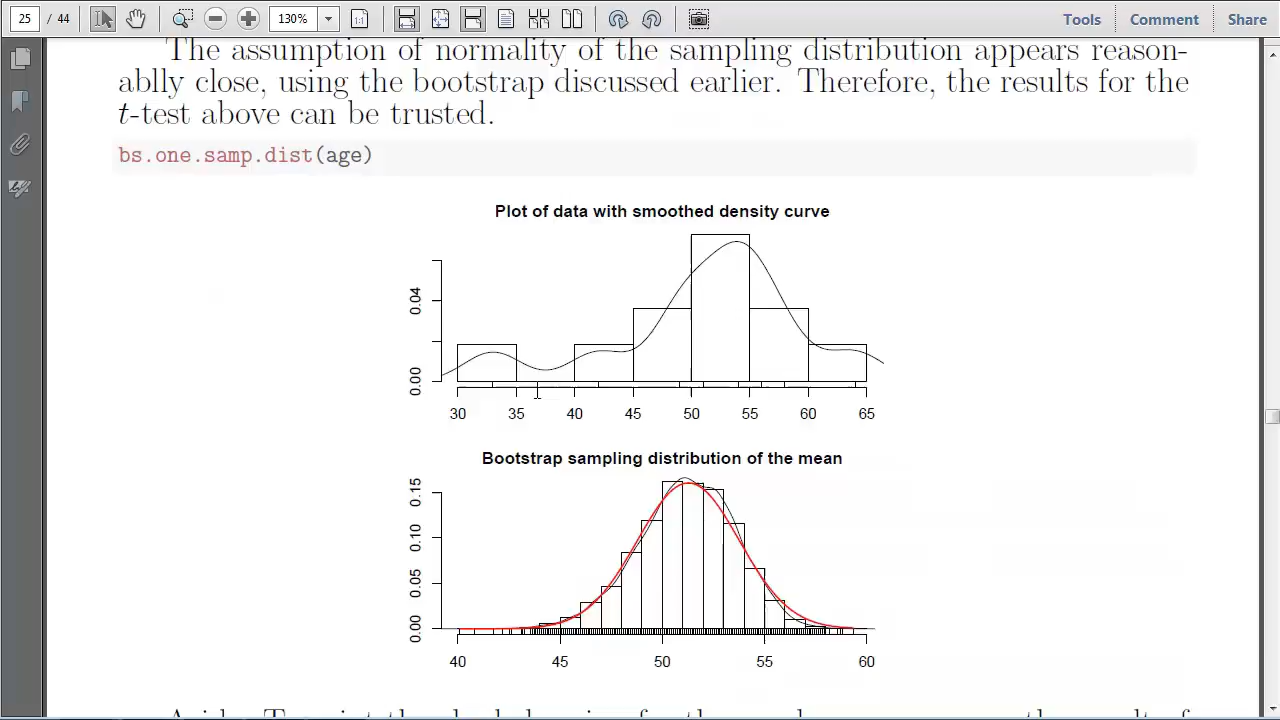 25 / 44 130% Tools Comment Share
The assumption of normality of the sampling distribution appears reason-
ablly close, using the bootstrap discussed earlier. Therefore, the results for the
t-test above can be trusted.
bs.one.samp.dist(age)
Plot of data with smoothed density curve
0.04
0.00
30 35 40 45 50 55 60 65
Bootstrap sampling distribution of the mean
0.15
0.10
0.05
0.00
40 45 50 55 60